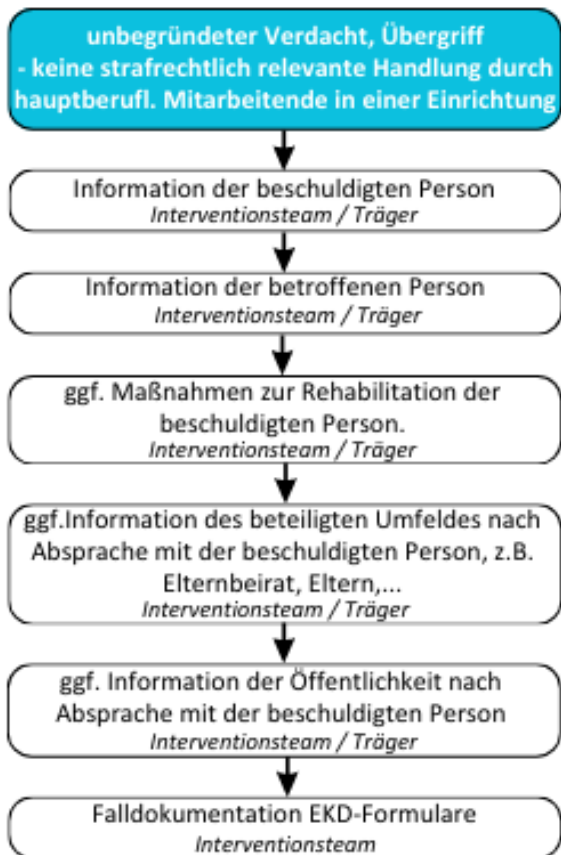 unbegründeter Verdacht, Übergriff
- keine strafrechtlich relevante Handlung durch
hauptberufl. Mitarbeitende in einer Einrichtung
Information der beschuldigten Person
Interventionsteam / Träger
Information der betroffenen Person
Interventionsteam / Träger
ggf. Maßnahmen zur Rehabilitation der
beschuldigten Person.
Interventionsteam / Träger
ggf.Information des beteiligten Umfeldes nach
Absprache mit der beschuldigten Person, z.B.
Elternbeirat, Eltern,...
Interventionsteam / Träger
ggf. Information der Öffentlichkeit nach
Absprache mit der beschuldigten Person
Interventionsteam / Träger
Falldokumentation EKD-Formulare
Interventionsteam